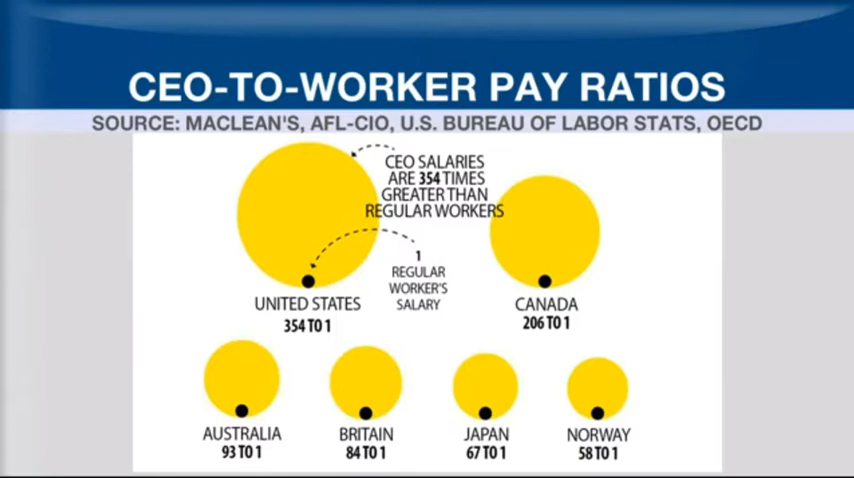 CEO-TO-WORKER PAY RATIOS
SOURCE: MACLEAN'S, AFL-CIO, U.S. BUREAU OF LABOR STATS, OECD
CEO SALARIES
ARE 354 TIMES
GREATER THAN
REGULAR WORKERS
1
REGULAR
WORKER'S
SALARY
UNITED STATES
354 TO 1
CANADA
206 TO 1
AUSTRALIA
93 TO 1
BRITAIN
84 TO 1
JAPAN
67 TO 1
NORWAY
58 TO 1